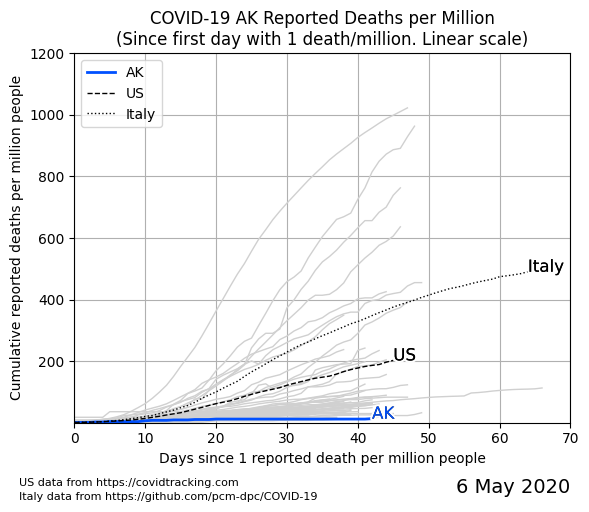 COVID-19 AK Reported Deaths per Million
(Since first day with 1 death/million. Linear scale)
1200
1000
800
600
400
200
Cumulative reported deaths per million people
AK
US
Italy
Italy
US
AK
0 10 20 30 40 50 60 70
Days since 1 reported death per million people
US data from https://covidtracking.com
Italy data from https://github.com/pcm-dpc/COVID-19
6 May 2020